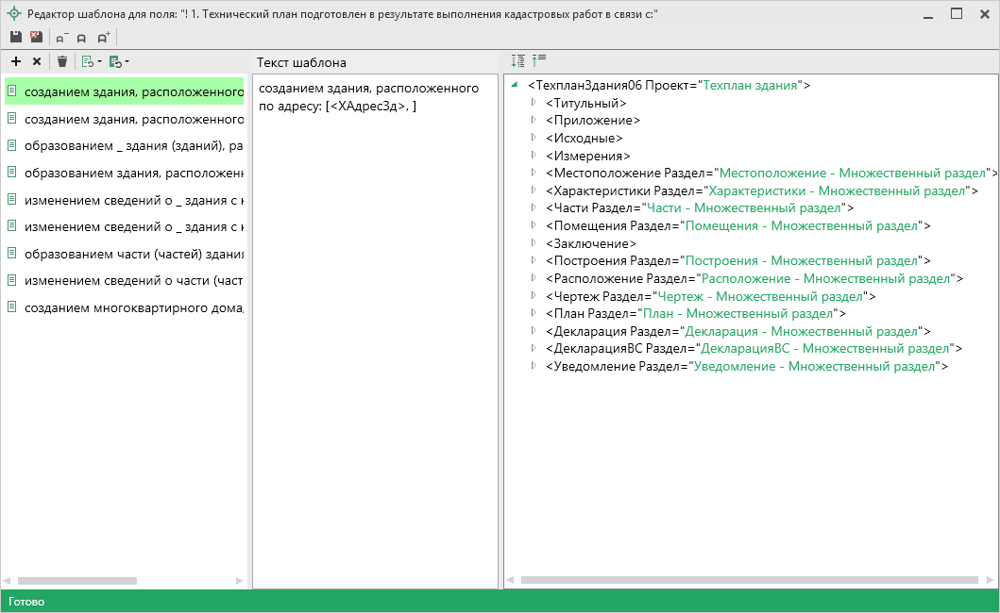 Редактор шаблона для поля: "! 1. Технический план подготовлен в результате выполнения кадастровых работ в связи с:"
Текст шаблона
созданием здания, расположенного
созданием здания, расположенного
образованием _ здания (зданий), ра
образованием здания, расположен
изменением сведений о _ здания с к
изменением сведений о _ здания с к
образованием части (частей) здания
изменением сведений о части (част
созданием многоквартирного дома,
созданием здания, расположенного
по адресу: [<ХАдресЗд>, ]
<ТехпланЗдания06 Проект="Техплан здания">
<Титульный>
<Приложение>
<Исходные>
<Измерения>
<Местоположение Раздел="Местоположение - Множественный раздел">
<Характеристики Раздел="Характеристики - Множественный раздел">
<Части Раздел="Части - Множественный раздел">
<Помещения Раздел="Помещения - Множественный раздел">
<Заключение>
<Построения Раздел="Построения - Множественный раздел">
<Расположение Раздел="Расположение - Множественный раздел">
<Чертеж Раздел="Чертеж - Множественный раздел">
<План Раздел="План - Множественный раздел">
<Декларация Раздел="Декларация - Множественный раздел">
<ДекларацияВС Раздел="ДекларацияВС - Множественный раздел">
<Уведомление Раздел="Уведомление - Множественный раздел">
Готово